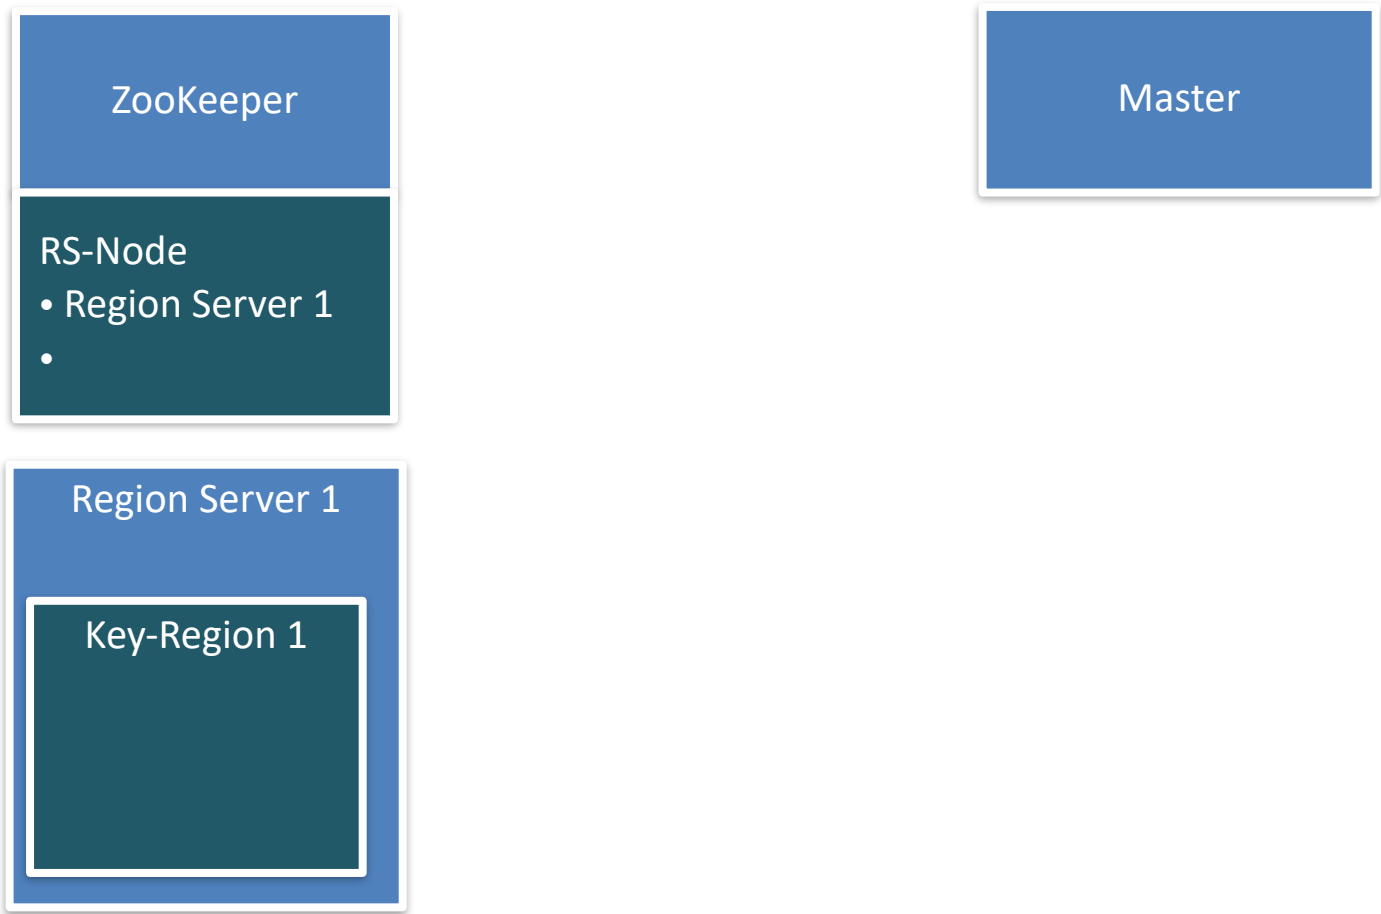 ZooKeeper
Master
RS-Node
• Region Server 1
•
Region Server 1
Key-Region 1